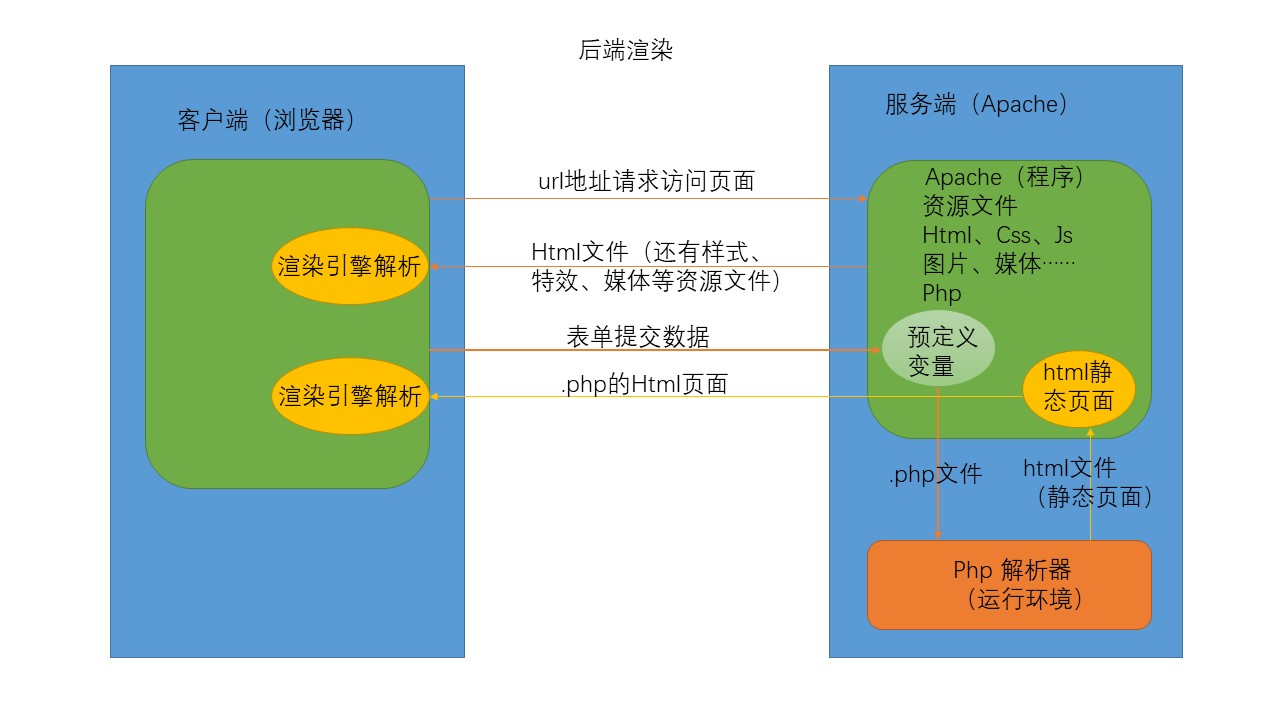 后端渲染
客户端（浏览器）
服务端（Apache）
url地址请求访问页面
Apache（程序）
资源文件
Html、Css、Js
图片、媒体……
Php
渲染引擎解析
Html文件（还有样式、
特效、媒体等资源文件）
表单提交数据
预定义
变量
.php的Html页面
渲染引擎解析
html静
态页面
.php文件
html文件
（静态页面）
Php 解析器
（运行环境）